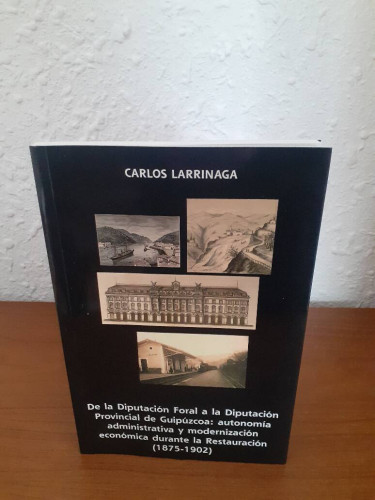 CARLOS LARRINAGA
De la Diputación Foral a la Diputación
Provincial de Guipúzcoa: autonomía
administrativa y modernización
económica durante la Restauración
(1875-1902)